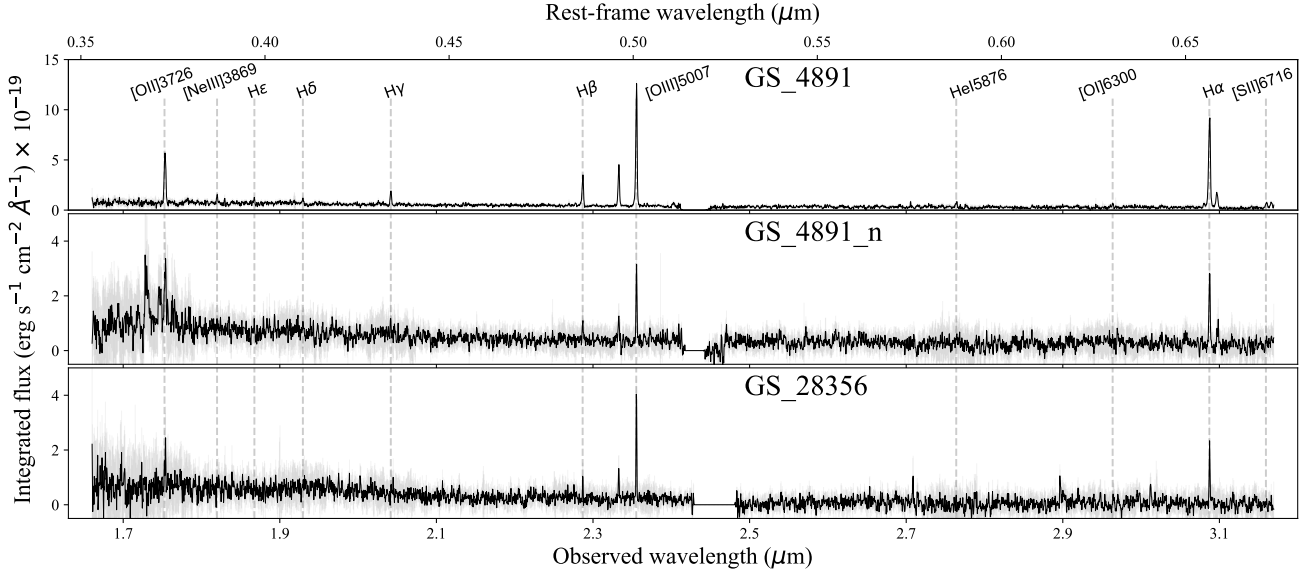 Rest-frame wavelength (μm)
0.35 0.40 0.45 0.50 0.55 0.60 0.65
GS_4891
[OII]3726 [NeIII]3869 Hε Hδ Hγ Hβ [OIII]5007 HeI5876 [OI]6300 Hα [SII]6716
15
10
5
0
GS_4891_n
4
2
0
GS_28356
4
2
0
Integrated flux (erg s⁻¹ cm⁻² Å⁻¹) × 10⁻¹⁹
1.7 1.9 2.1 2.3 2.5 2.7 2.9 3.1
Observed wavelength (μm)